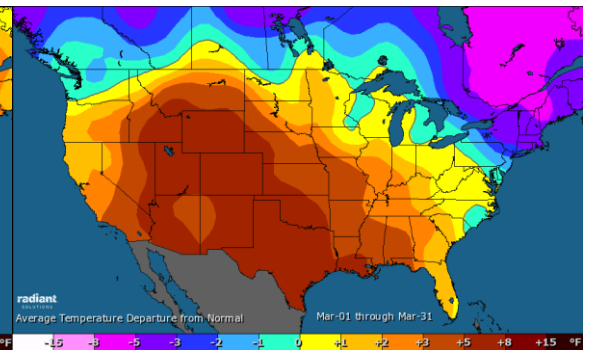 radiant
SOLUTIONS
Average Temperature Departure from Normal
Mar-01 through Mar-31
°F -15 -8 -5 -3 -2 -1 0 +1 +2 +3 +5 +8 +15 °F